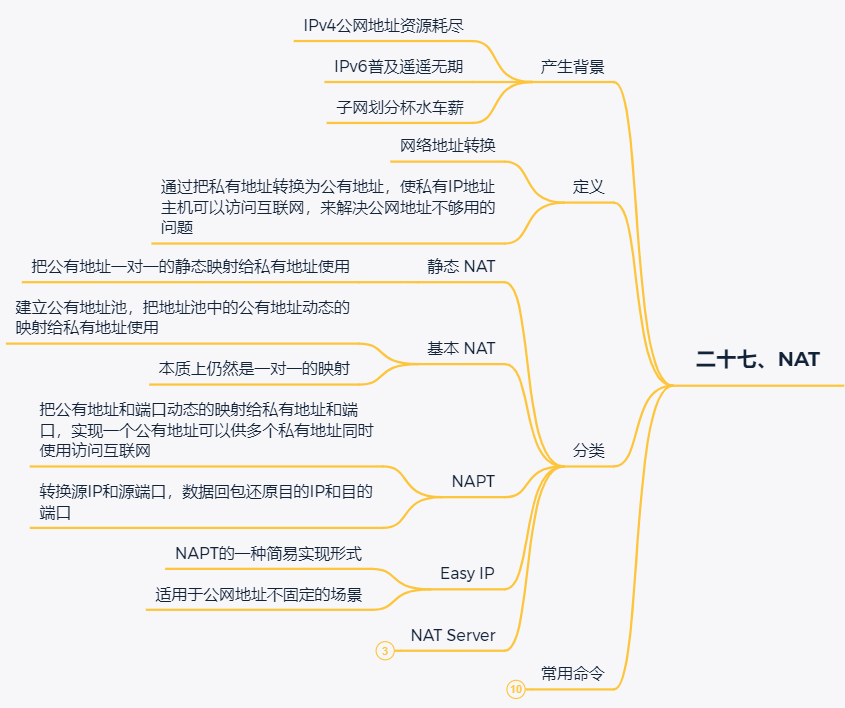 IPv4公网地址资源耗尽
IPv6普及遥遥无期
产生背景
子网划分杯水车薪
网络地址转换
通过把私有地址转换为公有地址，使私有IP地址
主机可以访问互联网，来解决公网地址不够用的
问题
定义
把公有地址一对一的静态映射给私有地址使用
静态 NAT
建立公有地址池，把地址池中的公有地址动态的
映射给私有地址使用
基本 NAT
本质上仍然是一对一的映射
二十七、NAT
把公有地址和端口动态的映射给私有地址和端
口，实现一个公有地址可以供多个私有地址同时
使用访问互联网
分类
NAPT
转换源IP和源端口，数据回包还原目的IP和目的
端口
NAPT的一种简易实现形式
Easy IP
适用于公网地址不固定的场景
NAT Server
3
常用命令
10